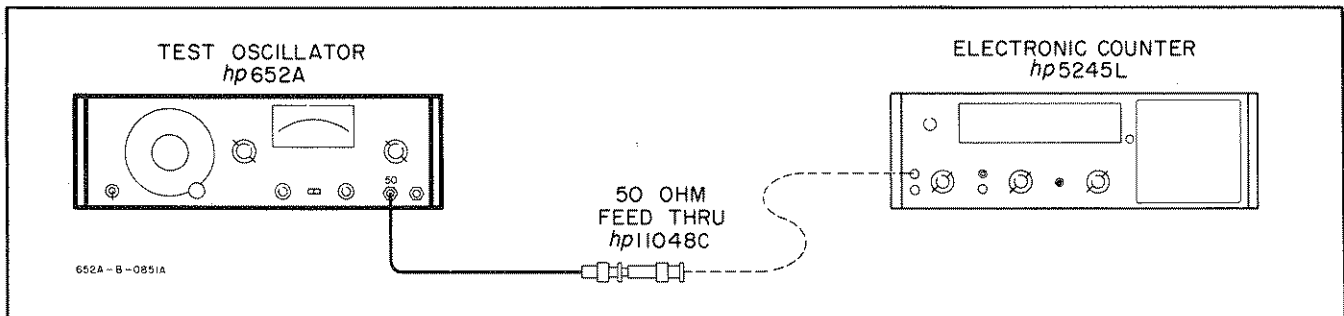 TEST OSCILLATOR
hp 652A
ELECTRONIC COUNTER
hp 5245L
50
50 OHM
FEED THRU
hp 11048C
652A-B-0851A